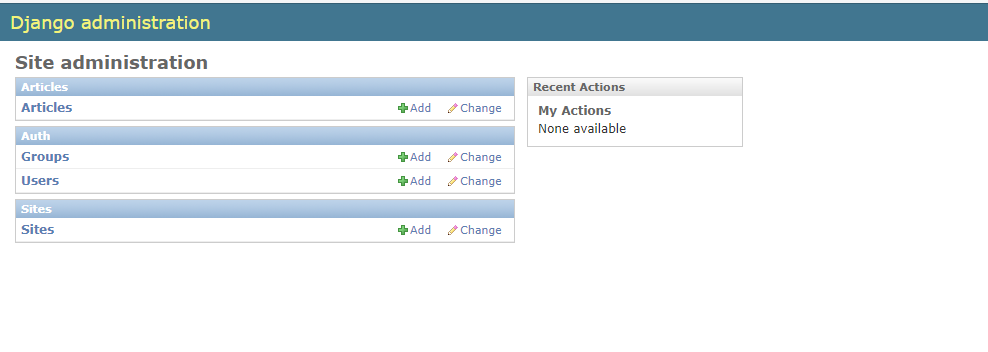 Django administration
Site administration
Articles
Articles Add Change
Auth
Groups Add Change
Users Add Change
Sites
Sites Add Change
Recent Actions
My Actions
None available